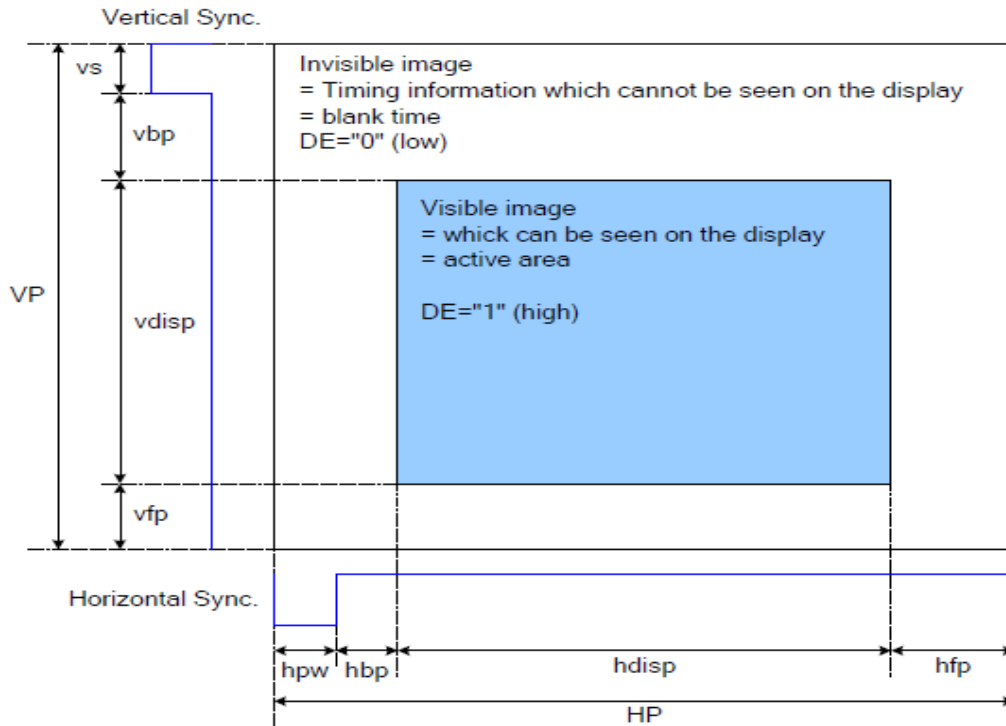 Vertical Sync.
vs
Invisible image
= Timing information which cannot be seen on the display
= blank time
DE="0" (low)
vbp
Visible image
= whick can be seen on the display
= active area
DE="1" (high)
VP
vdisp
vfp
Horizontal Sync.
hpw
hbp
hdisp
hfp
HP